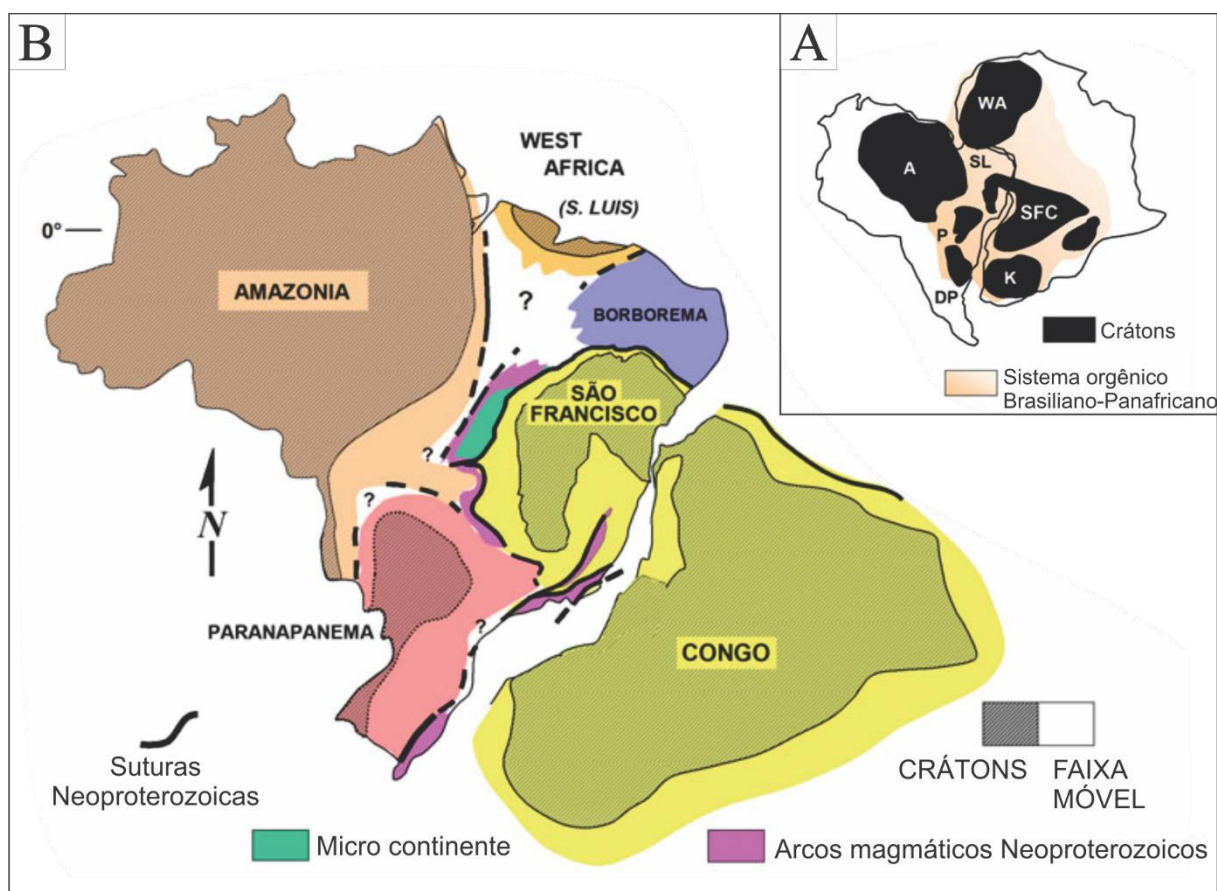 B
A
WEST
AFRICA
(S. LUIS)
0°
AMAZONIA
?
BORBOREMA
SÃO
FRANCISCO
?
?
N
PARANAPANEMA
?
CONGO
Suturas
Neoproterozoicas
CRÁTONS
FAIXA
MÓVEL
Micro continente
Arcos magmáticos Neoproterozoicos
WA
A
SL
SFC
P
K
DP
Crátons
Sistema orgênico
Brasiliano-Panafricano